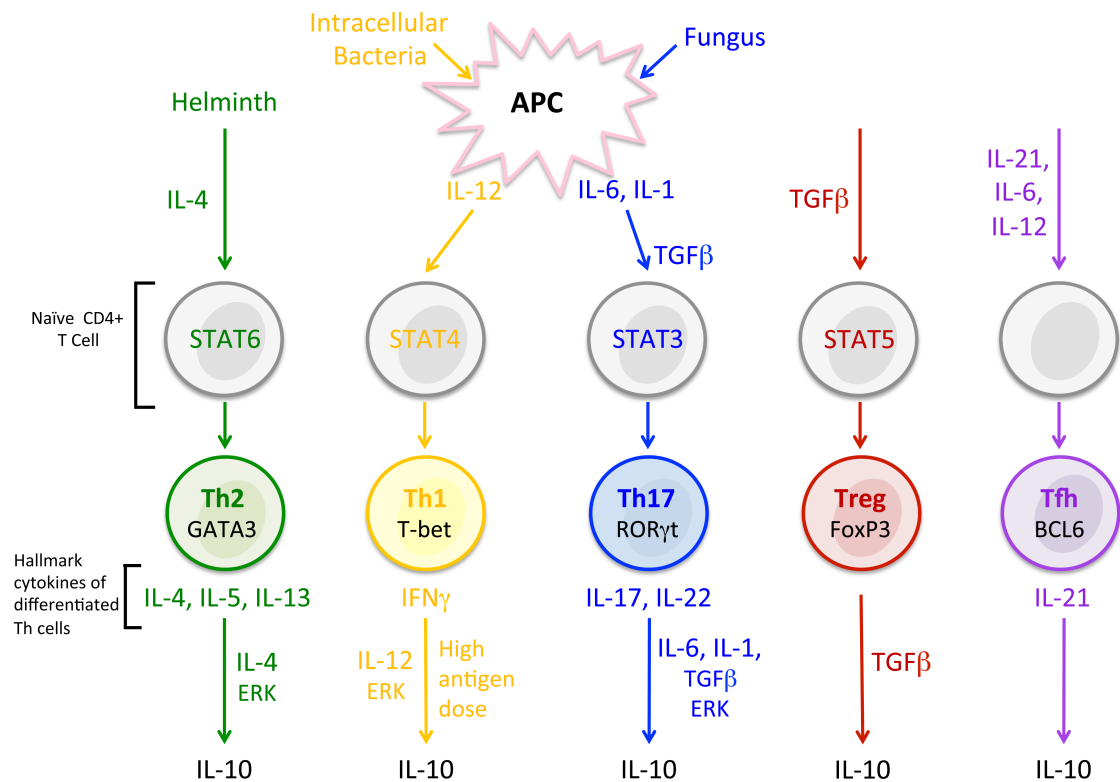 Intracellular
Bacteria
Fungus
APC
Helminth
IL-4
IL-12
IL-6, IL-1
TGFβ
TGFβ
IL-21,
IL-6,
IL-12
Naïve CD4+
T Cell
STAT6
STAT4
STAT3
STAT5
Th2
GATA3
Th1
T-bet
Th17
RORγt
Treg
FoxP3
Tfh
BCL6
Hallmark
cytokines of
differentiated
Th cells
IL-4, IL-5, IL-13
IFNγ
IL-17, IL-22
IL-21
IL-4
ERK
IL-12
ERK
High
antigen
dose
IL-6, IL-1,
TGFβ
ERK
TGFβ
IL-10
IL-10
IL-10
IL-10
IL-10